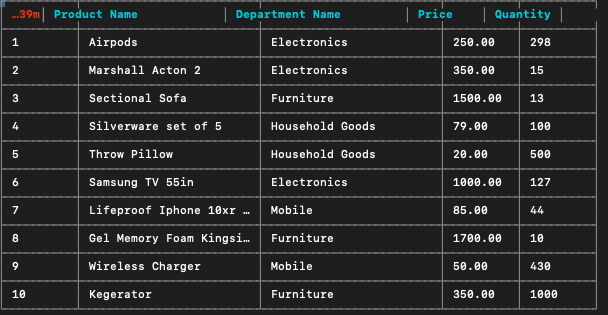 …39m Product Name Department Name Price Quantity
1 Airpods Electronics 250.00 298
2 Marshall Acton 2 Electronics 350.00 15
3 Sectional Sofa Furniture 1500.00 13
4 Silverware set of 5 Household Goods 79.00 100
5 Throw Pillow Household Goods 20.00 500
6 Samsung TV 55in Electronics 1000.00 127
7 Lifeproof Iphone 10xr … Mobile 85.00 44
8 Gel Memory Foam Kingsi… Furniture 1700.00 10
9 Wireless Charger Mobile 50.00 430
10 Kegerator Furniture 350.00 1000